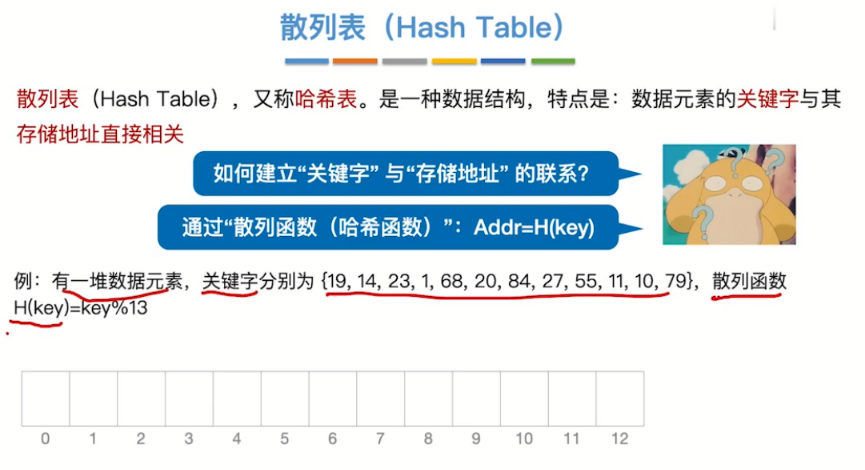 散列表（Hash Table）
散列表（Hash Table），又称哈希表。是一种数据结构，特点是：数据元素的关键字与其
存储地址直接相关
如何建立“关键字”与“存储地址”的联系？
通过“散列函数（哈希函数）”：Addr=H(key)
例：有一堆数据元素，关键字分别为 {19, 14, 23, 1, 68, 20, 84, 27, 55, 11, 10, 79}，散列函数
H(key)=key%13
0 1 2 3 4 5 6 7 8 9 10 11 12